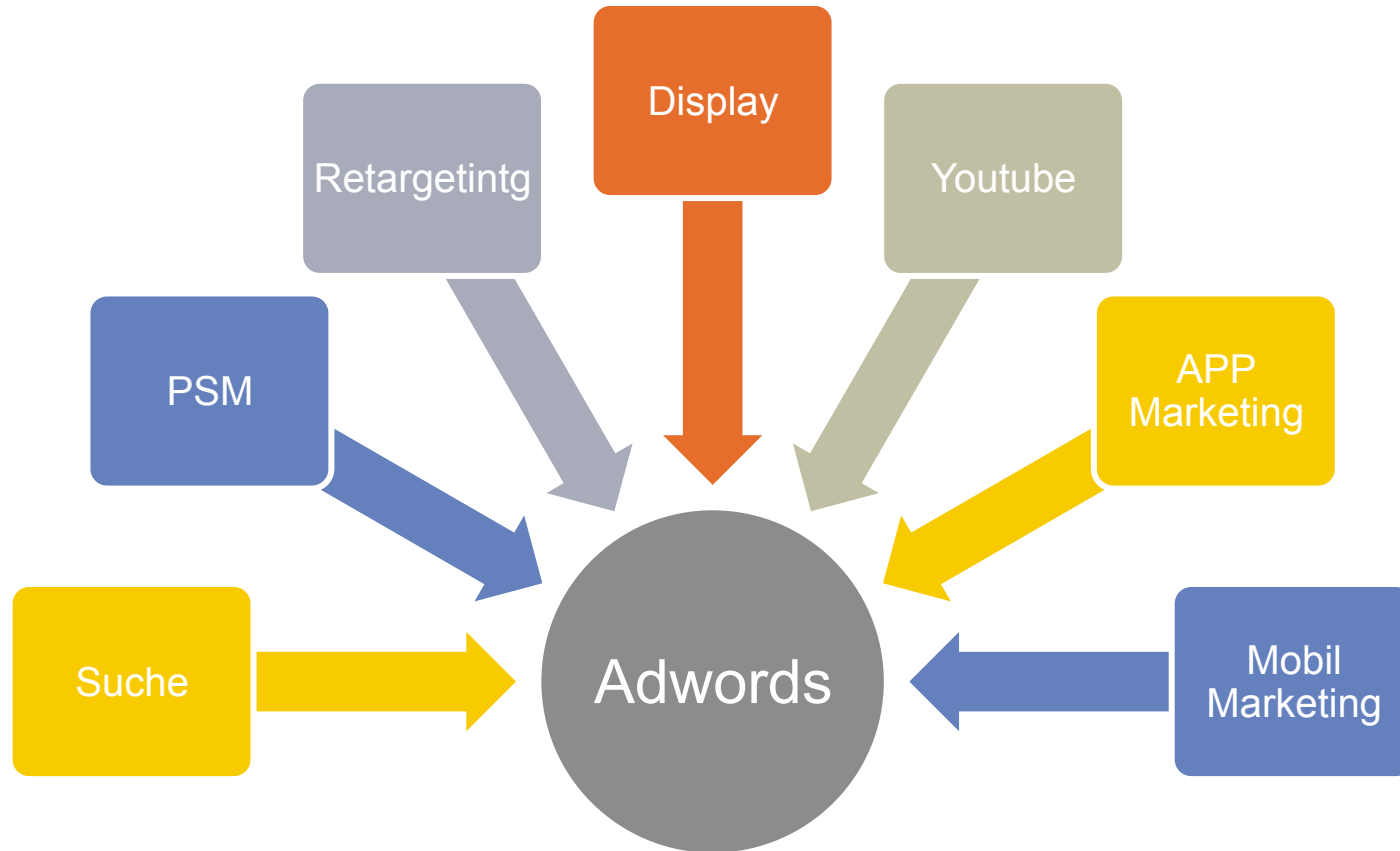 Display
Retargetintg
Youtube
PSM
APP
Marketing
Suche
Adwords
Mobil
Marketing